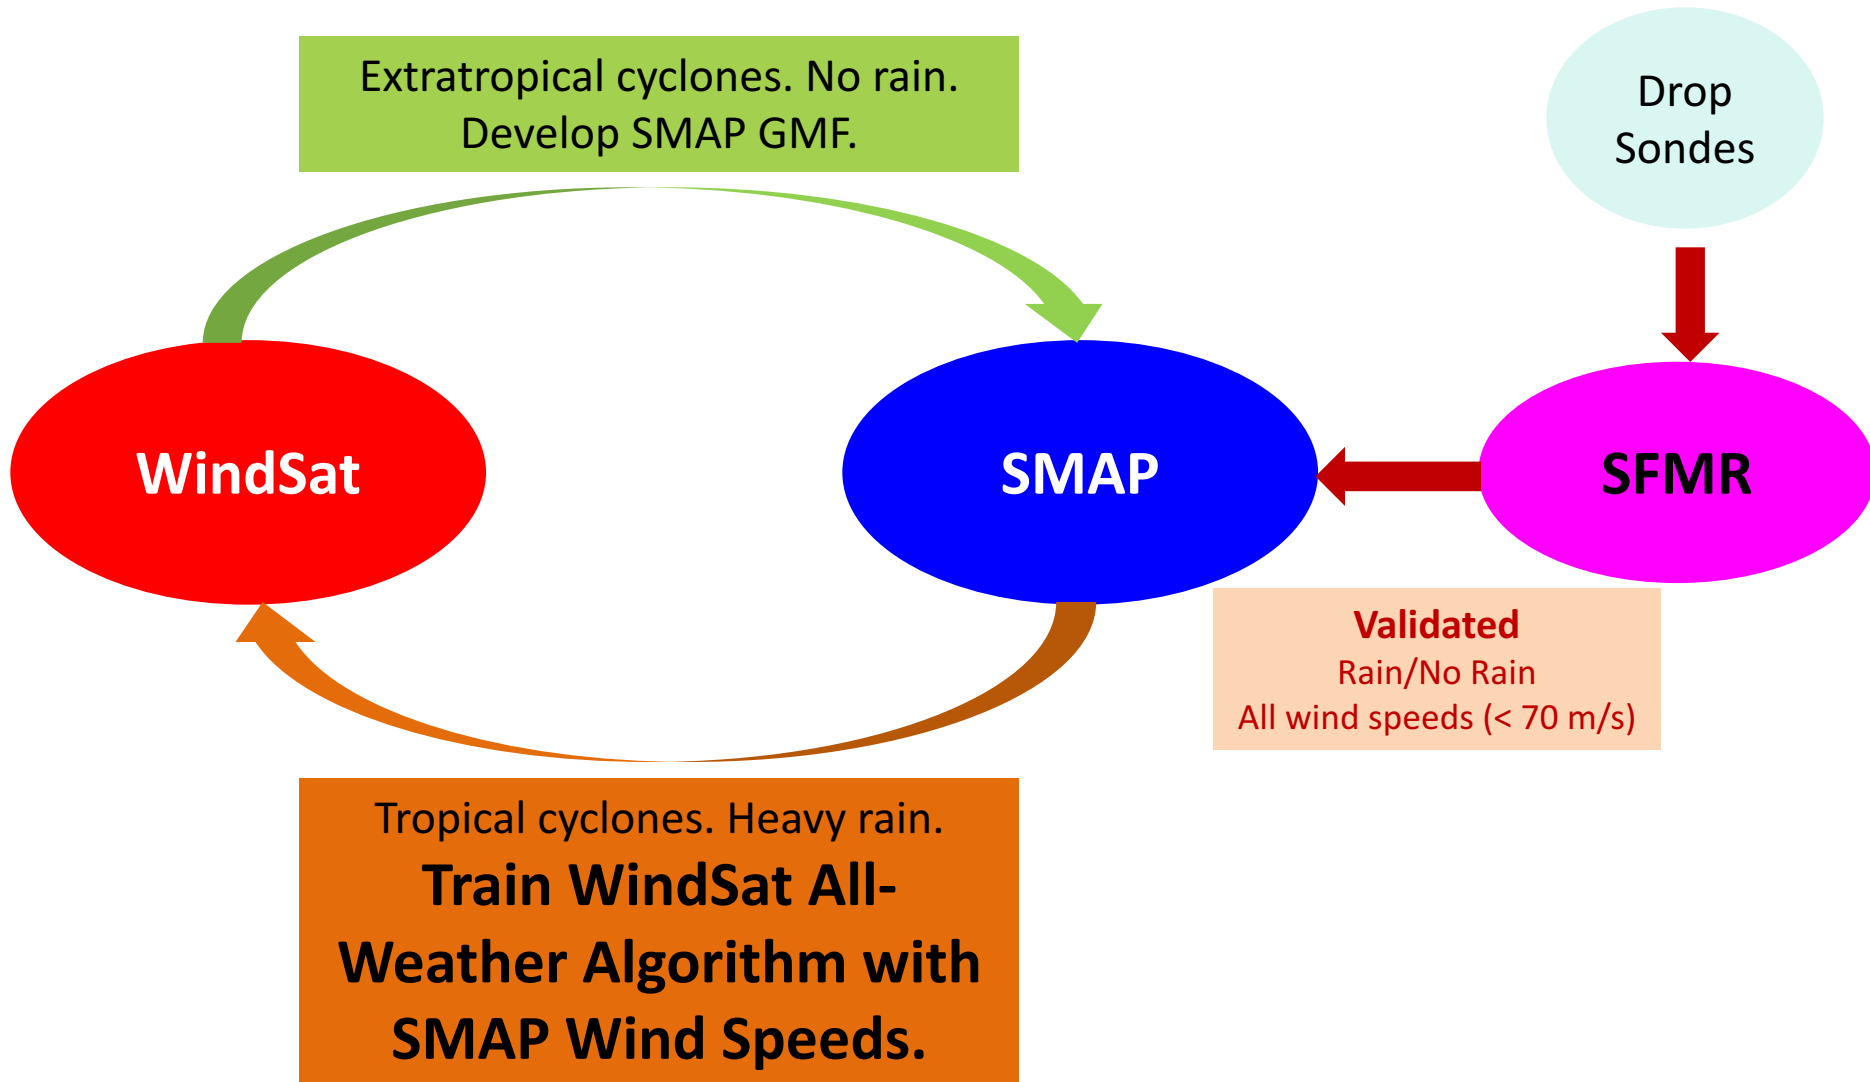 Extratropical cyclones. No rain.
Develop SMAP GMF.
Drop
Sondes
WindSat
SMAP
SFMR
Validated
Rain/No Rain
All wind speeds (< 70 m/s)
Tropical cyclones. Heavy rain.
Train WindSat All-
Weather Algorithm with
SMAP Wind Speeds.